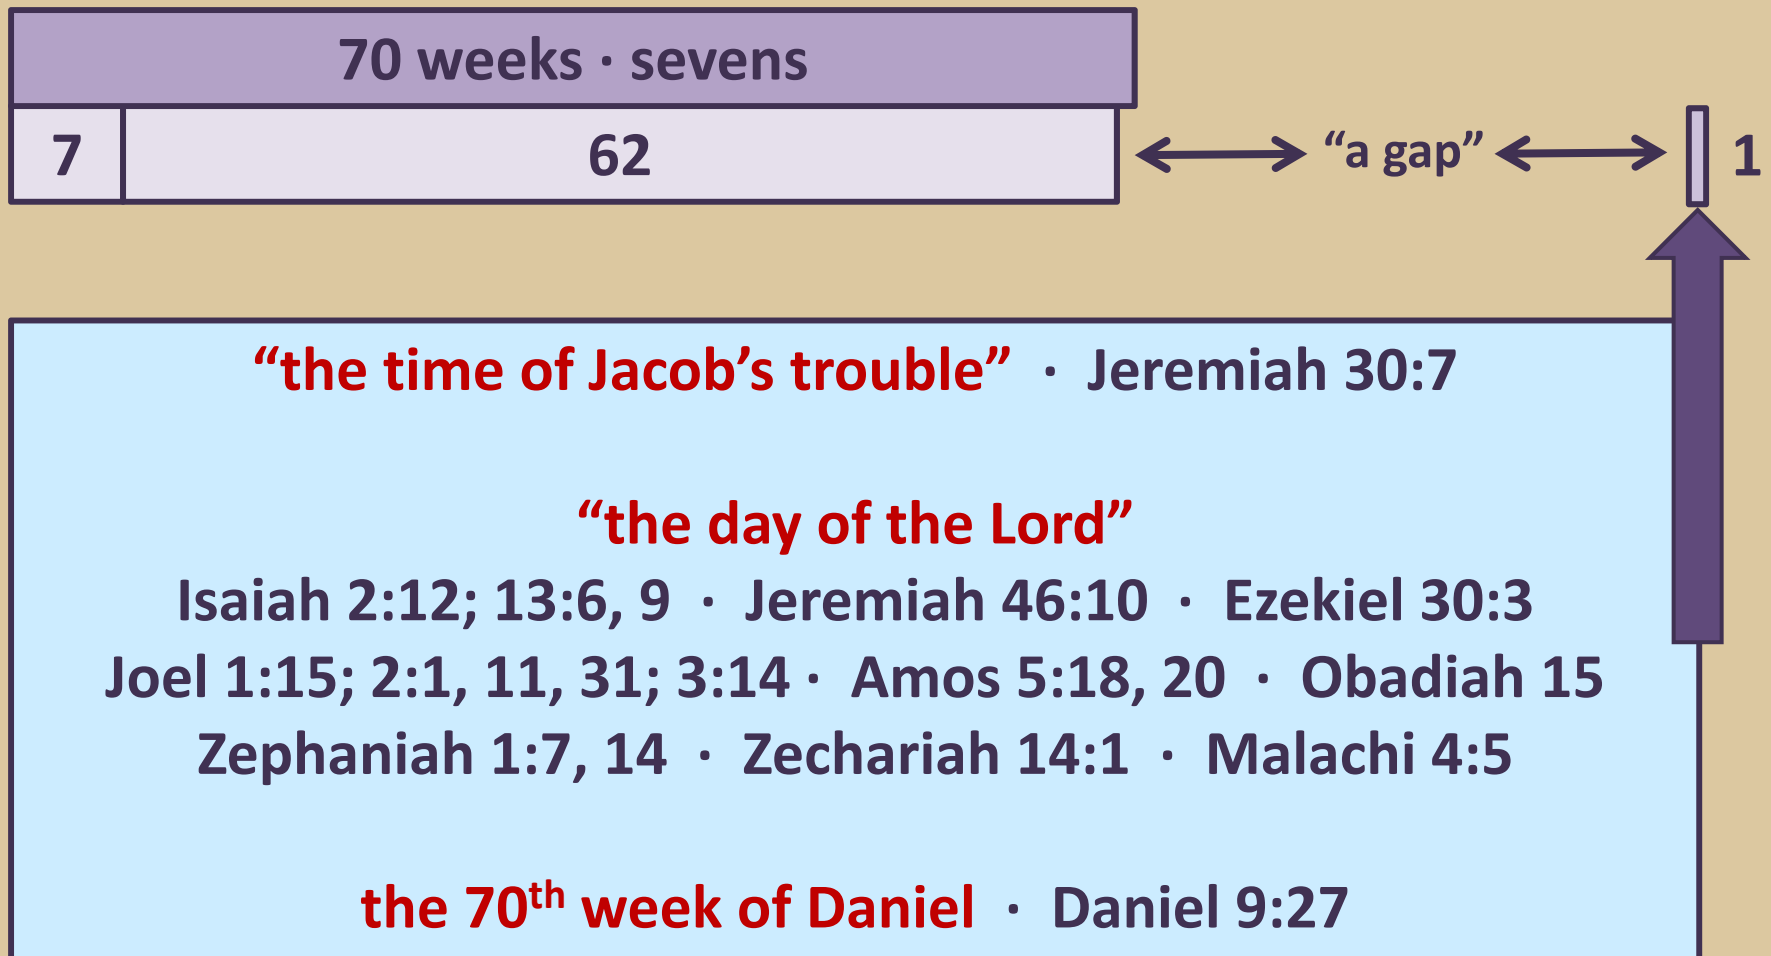 70 weeks · sevens
7 62 “a gap” 1
“the time of Jacob’s trouble” · Jeremiah 30:7
“the day of the Lord”
Isaiah 2:12; 13:6, 9 · Jeremiah 46:10 · Ezekiel 30:3
Joel 1:15; 2:1, 11, 31; 3:14 · Amos 5:18, 20 · Obadiah 15
Zephaniah 1:7, 14 · Zechariah 14:1 · Malachi 4:5
the 70th week of Daniel · Daniel 9:27